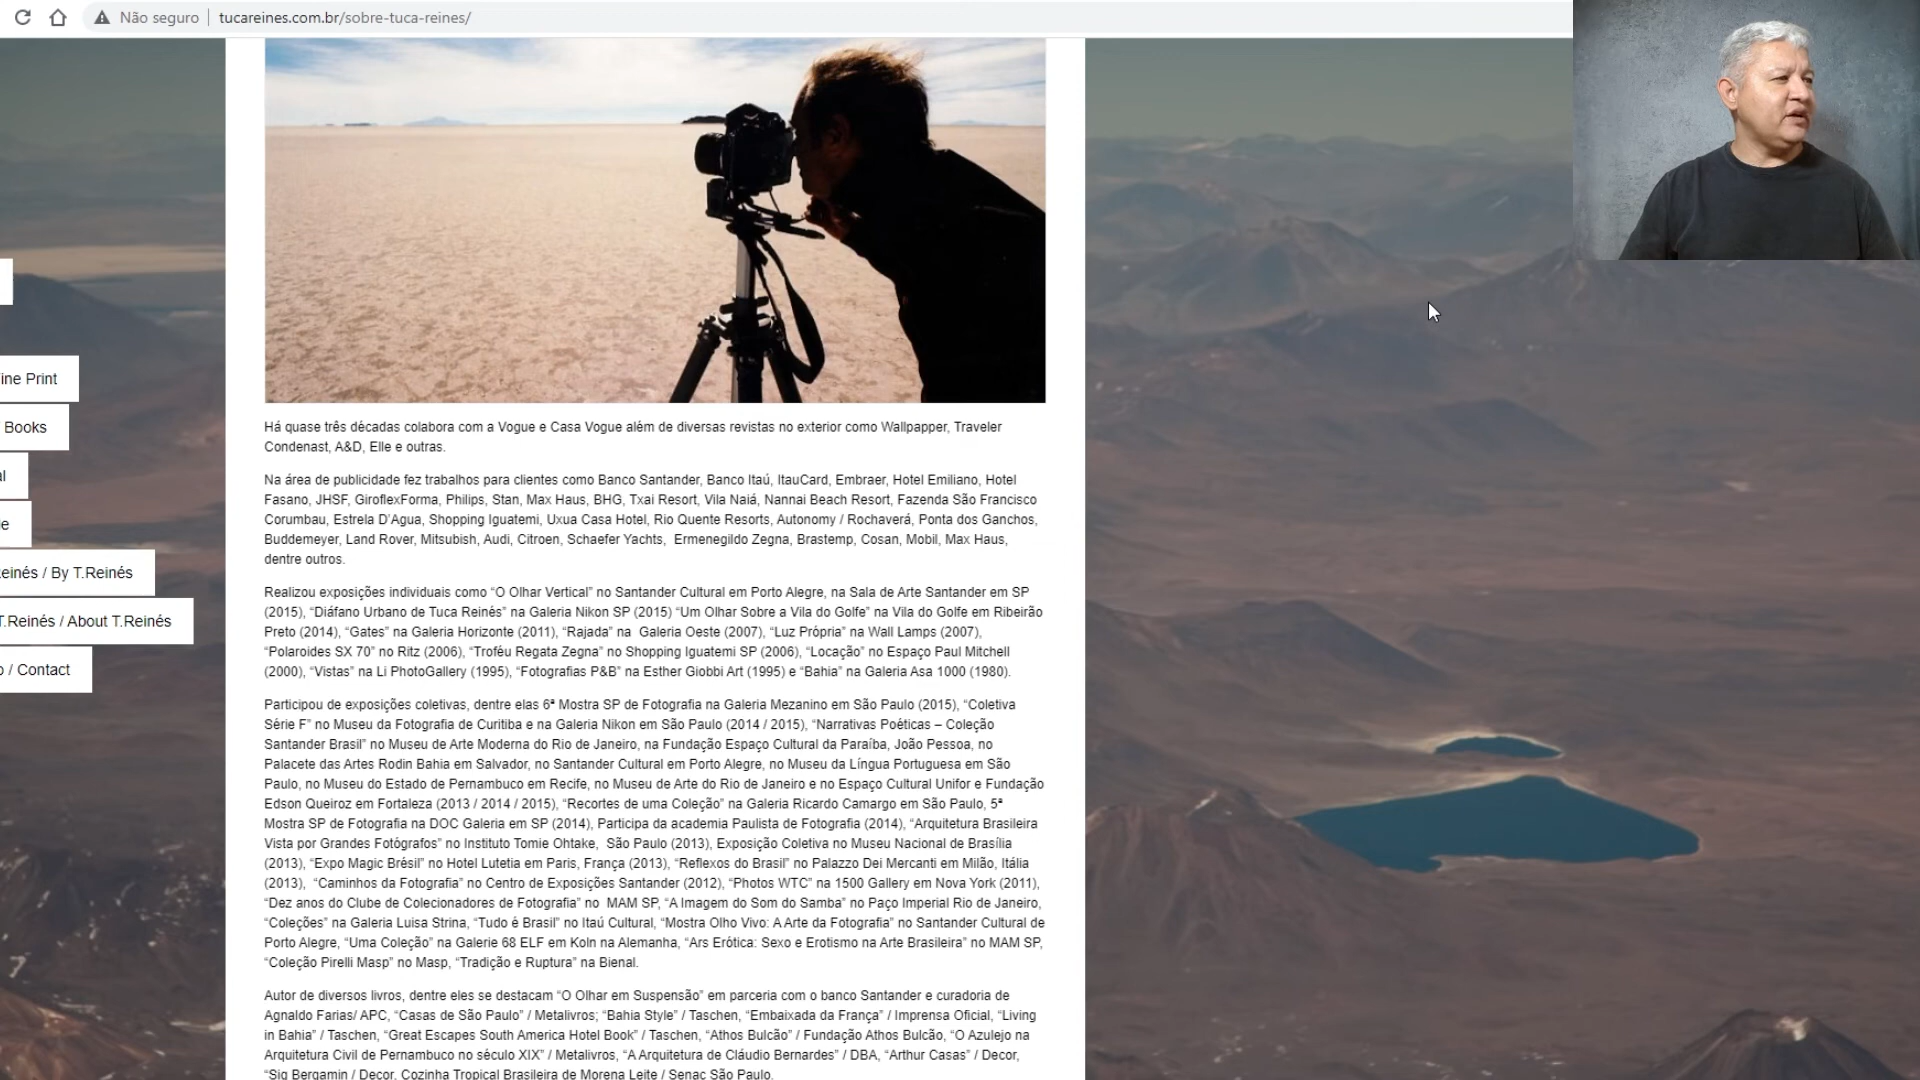 Não seguro
tucareines.com.br/sobre-tuca-reines/
ine Print
Books
al
ie
einés / By T.Reinés
T.Reinés / About T.Reinés
o / Contact
Há quase três décadas colabora com a Vogue e Casa Vogue além de diversas revistas no exterior como Wallpapper, Traveler
Condenast, A&D, Elle e outras.
Na área de publicidade fez trabalhos para clientes como Banco Santander, Banco Itaú, ItauCard, Embraer, Hotel Emiliano, Hotel
Fasano, JHSF, GiroflexForma, Philips, Stan, Max Haus, BHG, Txai Resort, Vila Naiá, Nannai Beach Resort, Fazenda São Francisco
Corumbau, Estrela D'Agua, Shopping Iguatemi, Uxua Casa Hotel, Rio Quente Resorts, Autonomy / Rochaverá, Ponta dos Ganchos,
Buddemeyer, Land Rover, Mitsubish, Audi, Citroen, Schaefer Yachts,  Ermenegildo Zegna, Brastemp, Cosan, Mobil, Max Haus,
dentre outros.
Realizou exposições individuais como “O Olhar Vertical” no Santander Cultural em Porto Alegre, na Sala de Arte Santander em SP
(2015), “Diáfano Urbano de Tuca Reinés” na Galeria Nikon SP (2015) “Um Olhar Sobre a Vila do Golfe” na Vila do Golfe em Ribeirão
Preto (2014), “Gates” na Galeria Horizonte (2011), “Rajada” na  Galeria Oeste (2007), “Luz Própria” na Wall Lamps (2007),
“Polaroides SX 70” no Ritz (2006), “Troféu Regata Zegna” no Shopping Iguatemi SP (2006), “Locação” no Espaço Paul Mitchell
(2000), “Vistas” na Li PhotoGallery (1995), “Fotografias P&B” na Esther Giobbi Art (1995) e “Bahia” na Galeria Asa 1000 (1980).
Participou de exposições coletivas, dentre elas 6ª Mostra SP de Fotografia na Galeria Mezanino em São Paulo (2015), “Coletiva
Série F” no Museu da Fotografia de Curitiba e na Galeria Nikon em São Paulo (2014 / 2015), “Narrativas Poéticas – Coleção
Santander Brasil” no Museu de Arte Moderna do Rio de Janeiro, na Fundação Espaço Cultural da Paraíba, João Pessoa, no
Palacete das Artes Rodin Bahia em Salvador, no Santander Cultural em Porto Alegre, no Museu da Língua Portuguesa em São
Paulo, no Museu do Estado de Pernambuco em Recife, no Museu de Arte do Rio de Janeiro e no Espaço Cultural Unifor e Fundação
Edson Queiroz em Fortaleza (2013 / 2014 / 2015), “Recortes de uma Coleção” na Galeria Ricardo Camargo em São Paulo, 5ª
Mostra SP de Fotografia na DOC Galeria em SP (2014), Participa da academia Paulista de Fotografia (2014), “Arquitetura Brasileira
Vista por Grandes Fotógrafos” no Instituto Tomie Ohtake,  São Paulo (2013), Exposição Coletiva no Museu Nacional de Brasília
(2013), “Expo Magic Brésil” no Hotel Lutetia em Paris, França (2013), “Reflexos do Brasil” no Palazzo Dei Mercanti em Milão, Itália
(2013),  “Caminhos da Fotografia” no Centro de Exposições Santander (2012), “Photos WTC” na 1500 Gallery em Nova York (2011),
“Dez anos do Clube de Colecionadores de Fotografia” no  MAM SP, “A Imagem do Som do Samba” no Paço Imperial Rio de Janeiro,
“Coleções” na Galeria Luisa Strina, “Tudo é Brasil” no Itaú Cultural, “Mostra Olho Vivo: A Arte da Fotografia” no Santander Cultural de
Porto Alegre, “Uma Coleção” na Galerie 68 ELF em Koln na Alemanha, “Ars Erótica: Sexo e Erotismo na Arte Brasileira” no MAM SP,
“Coleção Pirelli Masp” no Masp, “Tradição e Ruptura” na Bienal.
Autor de diversos livros, dentre eles se destacam “O Olhar em Suspensão” em parceria com o banco Santander e curadoria de
Agnaldo Farias/ APC, “Casas de São Paulo” / Metalivros; “Bahia Style” / Taschen, “Embaixada da França” / Imprensa Oficial, “Living
in Bahia” / Taschen, “Great Escapes South America Hotel Book” / Taschen, “Athos Bulcão” / Fundação Athos Bulcão, “O Azulejo na
Arquitetura Civil de Pernambuco no século XIX” / Metalivros, “A Arquitetura de Cláudio Bernardes” / DBA, “Arthur Casas” / Decor,
“Sig Bergamin / Decor, Cozinha Tropical Brasileira de Morena Leite / Senac São Paulo.